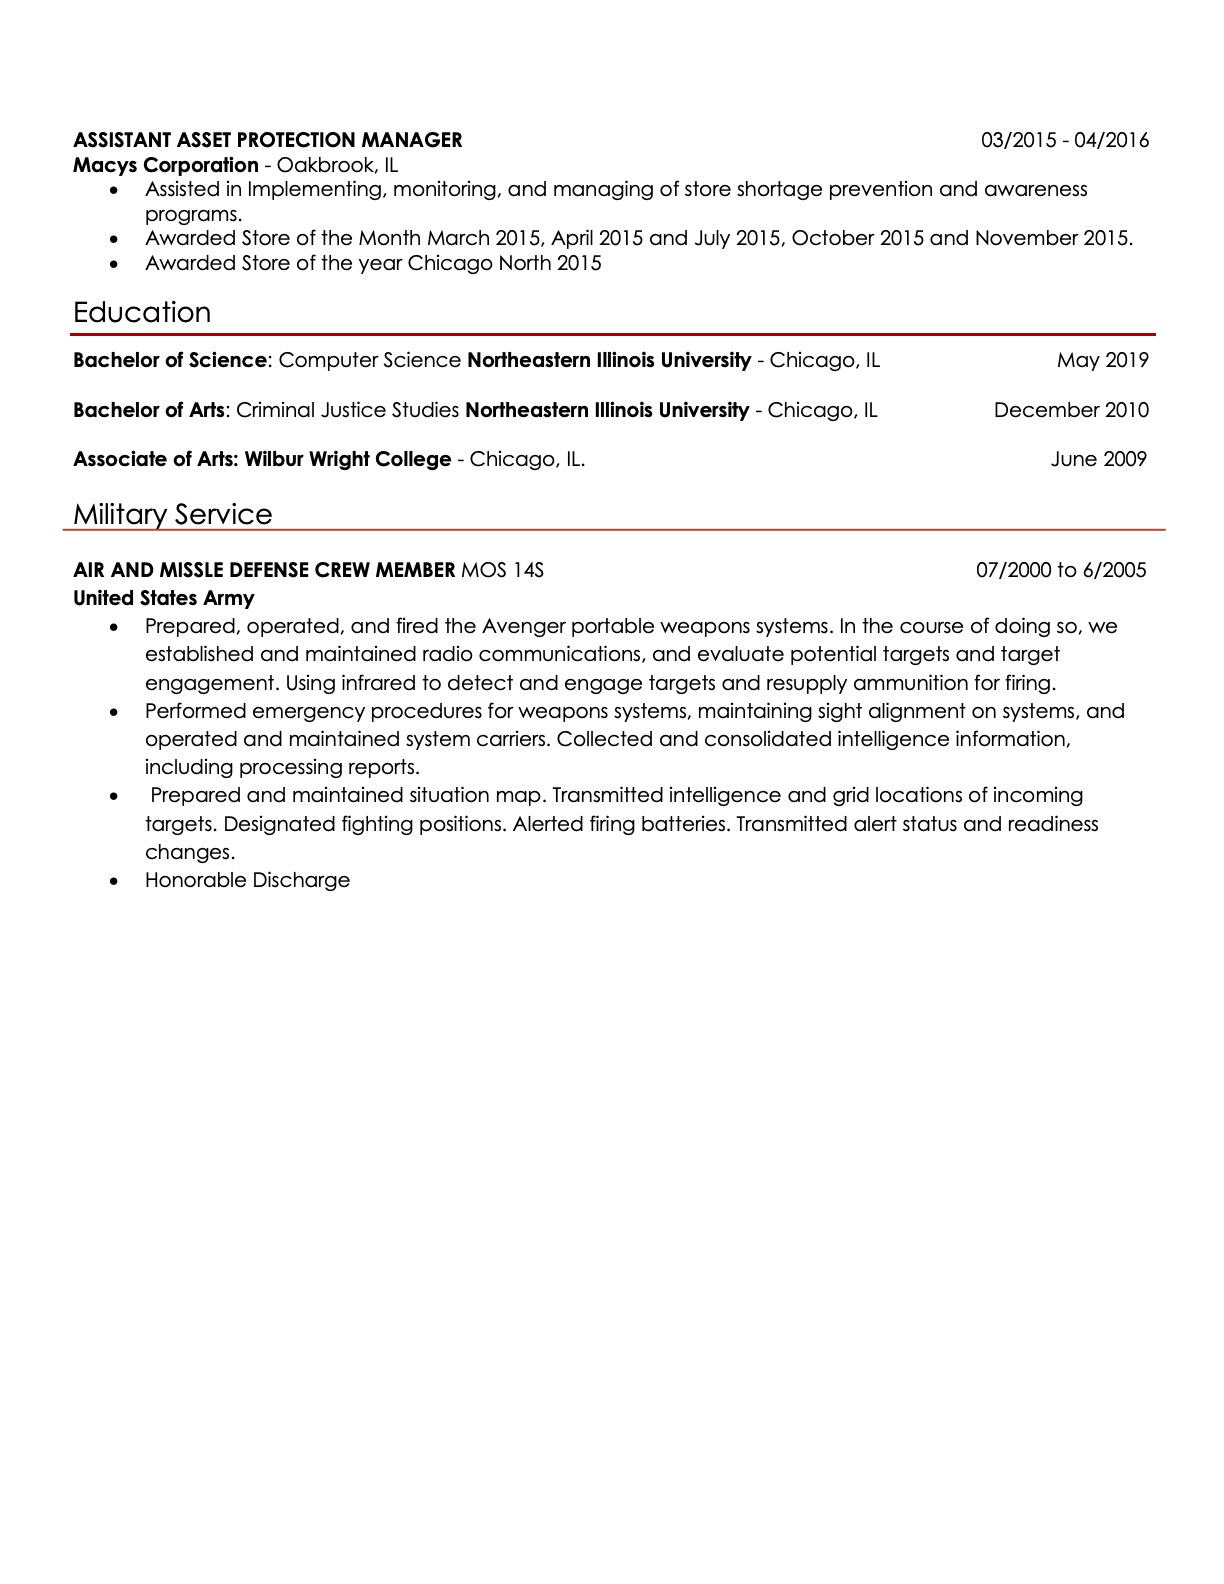 ASSISTANT ASSET PROTECTION MANAGER 03/2015 - 04/2016
Macys Corporation - Oakbrook, IL
• Assisted in Implementing, monitoring, and managing of store shortage prevention and awareness
programs.
• Awarded Store of the Month March 2015, April 2015 and July 2015, October 2015 and November 2015.
• Awarded Store of the year Chicago North 2015
Education
Bachelor of Science: Computer Science Northeastern Illinois University - Chicago, IL May 2019
Bachelor of Arts: Criminal Justice Studies Northeastern Illinois University - Chicago, IL December 2010
Associate of Arts: Wilbur Wright College - Chicago, IL. June 2009
Military Service
AIR AND MISSLE DEFENSE CREW MEMBER MOS 14S 07/2000 to 6/2005
United States Army
• Prepared, operated, and fired the Avenger portable weapons systems. In the course of doing so, we
established and maintained radio communications, and evaluate potential targets and target
engagement. Using infrared to detect and engage targets and resupply ammunition for firing.
• Performed emergency procedures for weapons systems, maintaining sight alignment on systems, and
operated and maintained system carriers. Collected and consolidated intelligence information,
including processing reports.
• Prepared and maintained situation map. Transmitted intelligence and grid locations of incoming
targets. Designated fighting positions. Alerted firing batteries. Transmitted alert status and readiness
changes.
• Honorable Discharge